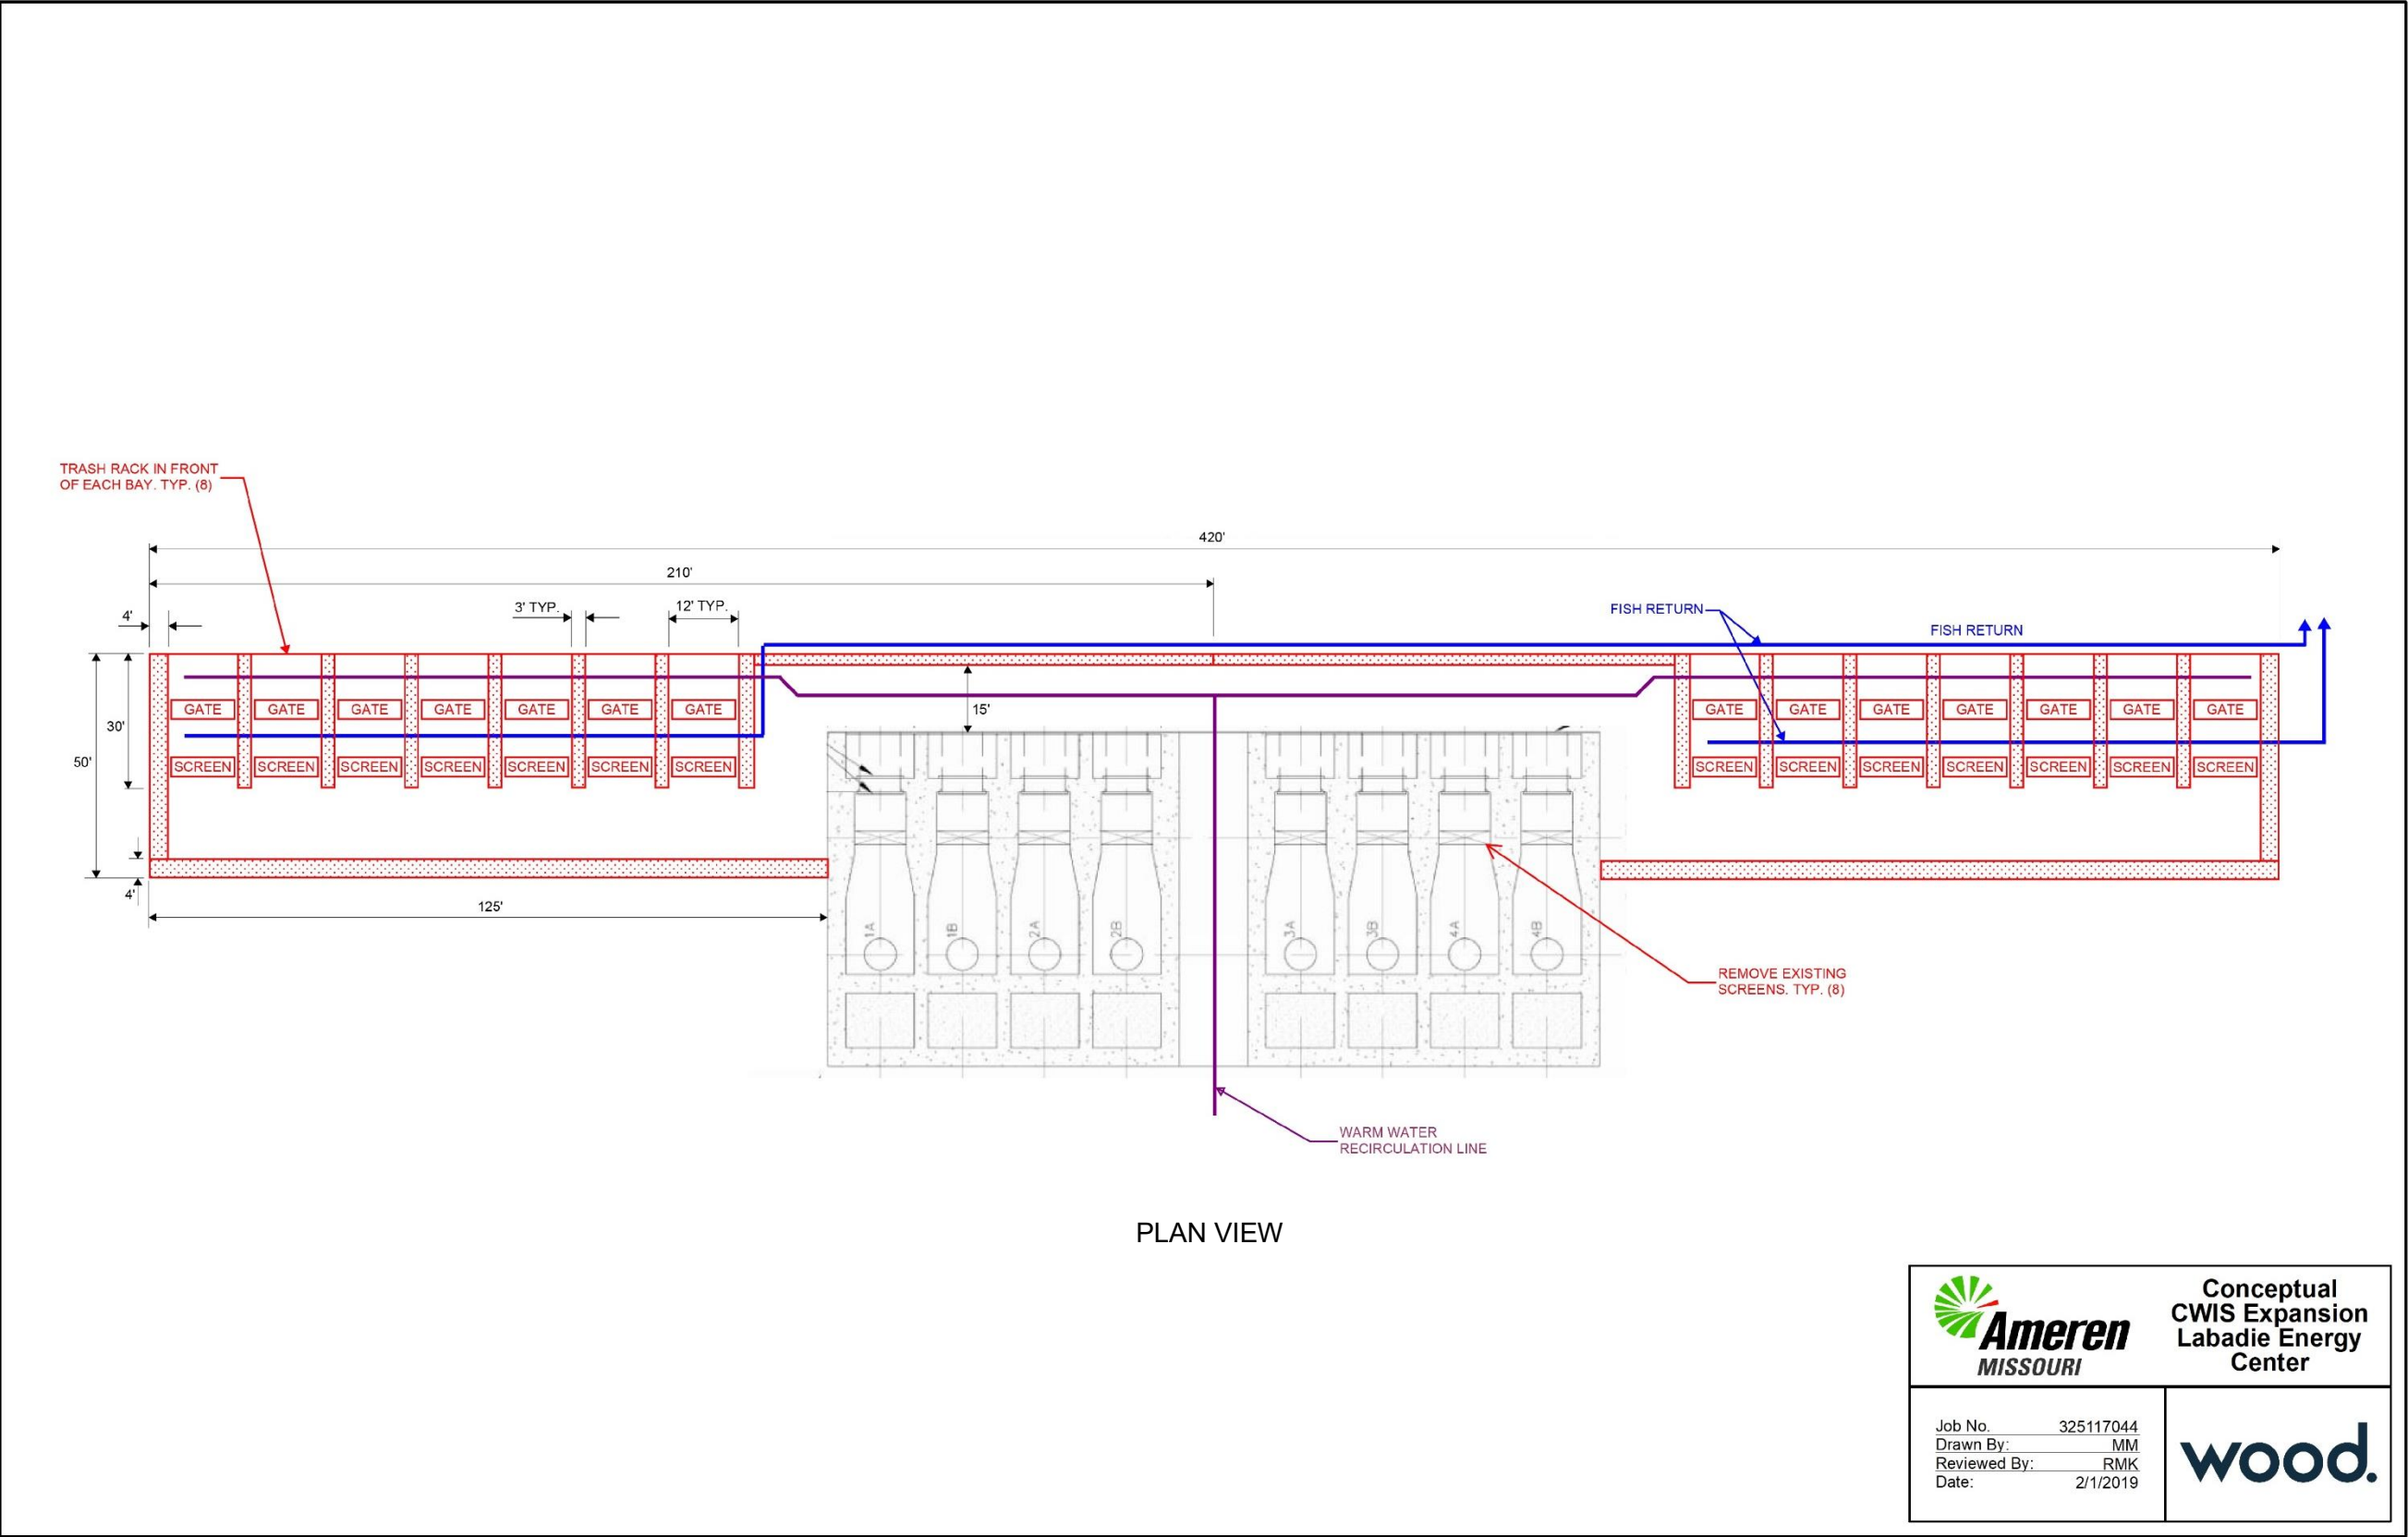 TRASH RACK IN FRONT
OF EACH BAY. TYP. (8)
420'
210'
4'
3' TYP.
12' TYP.
FISH RETURN
FISH RETURN
50'
30'
15'
GATE GATE GATE GATE GATE GATE GATE
GATE GATE GATE GATE GATE GATE GATE
SCREEN SCREEN SCREEN SCREEN SCREEN SCREEN SCREEN
SCREEN SCREEN SCREEN SCREEN SCREEN SCREEN SCREEN
4'
125'
1A 1B 2A 2B 3A 3B 4A 4B
REMOVE EXISTING
SCREENS. TYP. (8)
WARM WATER
RECIRCULATION LINE
PLAN VIEW
Ameren
MISSOURI
Conceptual
CWIS Expansion
Labadie Energy
Center
Job No. 325117044
Drawn By: MM
Reviewed By: RMK
Date: 2/1/2019
wood.